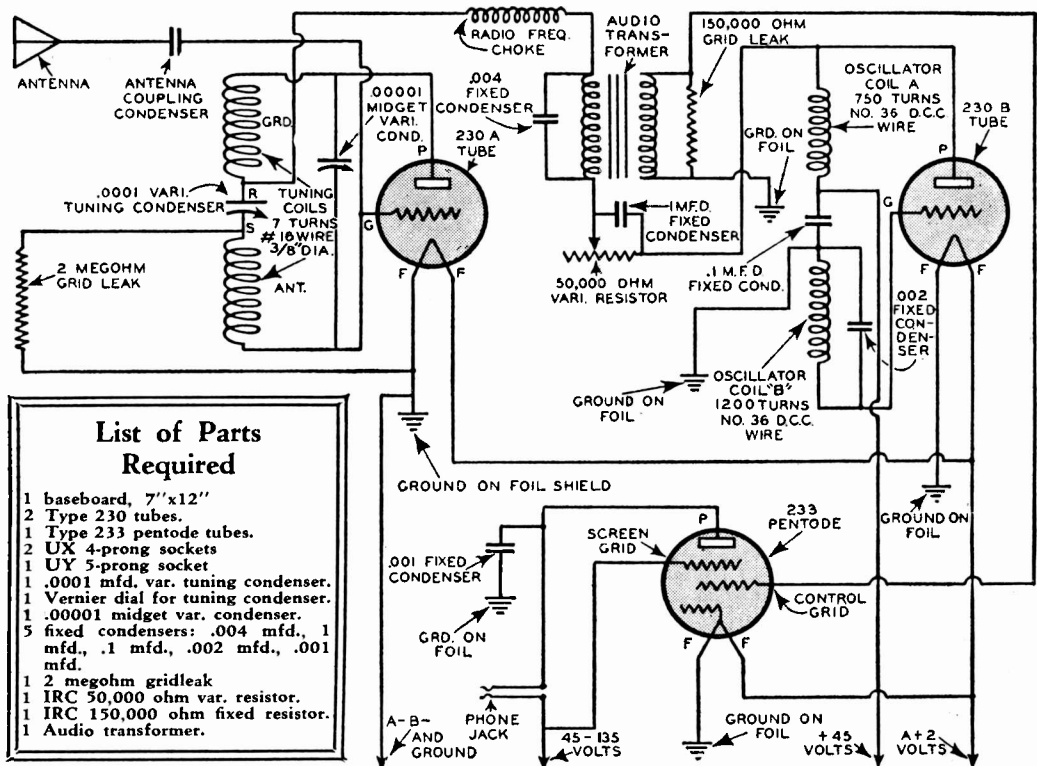 ANTENNA
ANTENNA
COUPLING
CONDENSER
RADIO FREQ.
CHOKE
AUDIO
TRANS-
FORMER
150,000 OHM
GRID LEAK
OSCILLATOR
COIL A
750 TURNS
NO. 36 D.C.C.
WIRE
230 B
TUBE
.004
FIXED
CONDENSER
.00001
MIDGET
VARI.
COND.
230 A
TUBE
GRD.
GRD. ON
FOIL
P
P
.0001 VARI.
TUNING CONDENSER
R
S
TUNING
COILS
7 TURNS
#18 WIRE
3/8" DIA.
ANT.
G
G
F
F
F
F
1 M.F.D.
FIXED
CONDENSER
50,000 OHM
VARI. RESISTOR
.1 M.F.D
FIXED COND.
.002
FIXED
CON-
DEN-
SER
2 MEGOHM
GRID LEAK
GROUND ON
FOIL
OSCILLATOR
COIL "B"
1200 TURNS
NO. 36 D.C.C.
WIRE
GROUND ON FOIL SHIELD
GROUND ON
FOIL
List of Parts
Required
1 baseboard, 7"x12"
2 Type 230 tubes.
1 Type 233 pentode tubes.
2 UX 4-prong sockets
1 UY 5-prong socket
1 .0001 mfd. var. tuning condenser.
1 Vernier dial for tuning condenser.
1 .00001 midget var. condenser.
5 fixed condensers: .004 mfd., 1
mfd., .1 mfd., .002 mfd., .001
mfd.
1 2 megohm gridleak
1 IRC 50,000 ohm var. resistor.
1 IRC 150,000 ohm fixed resistor.
1 Audio transformer.
.001 FIXED
CONDENSER
GRD. ON
FOIL
SCREEN
GRID
P
233
PENTODE
CONTROL
GRID
F
F
PHONE
JACK
GROUND ON
FOIL
A-B-
AND
GROUND
45-135
VOLTS
+45
VOLTS
A+2
VOLTS